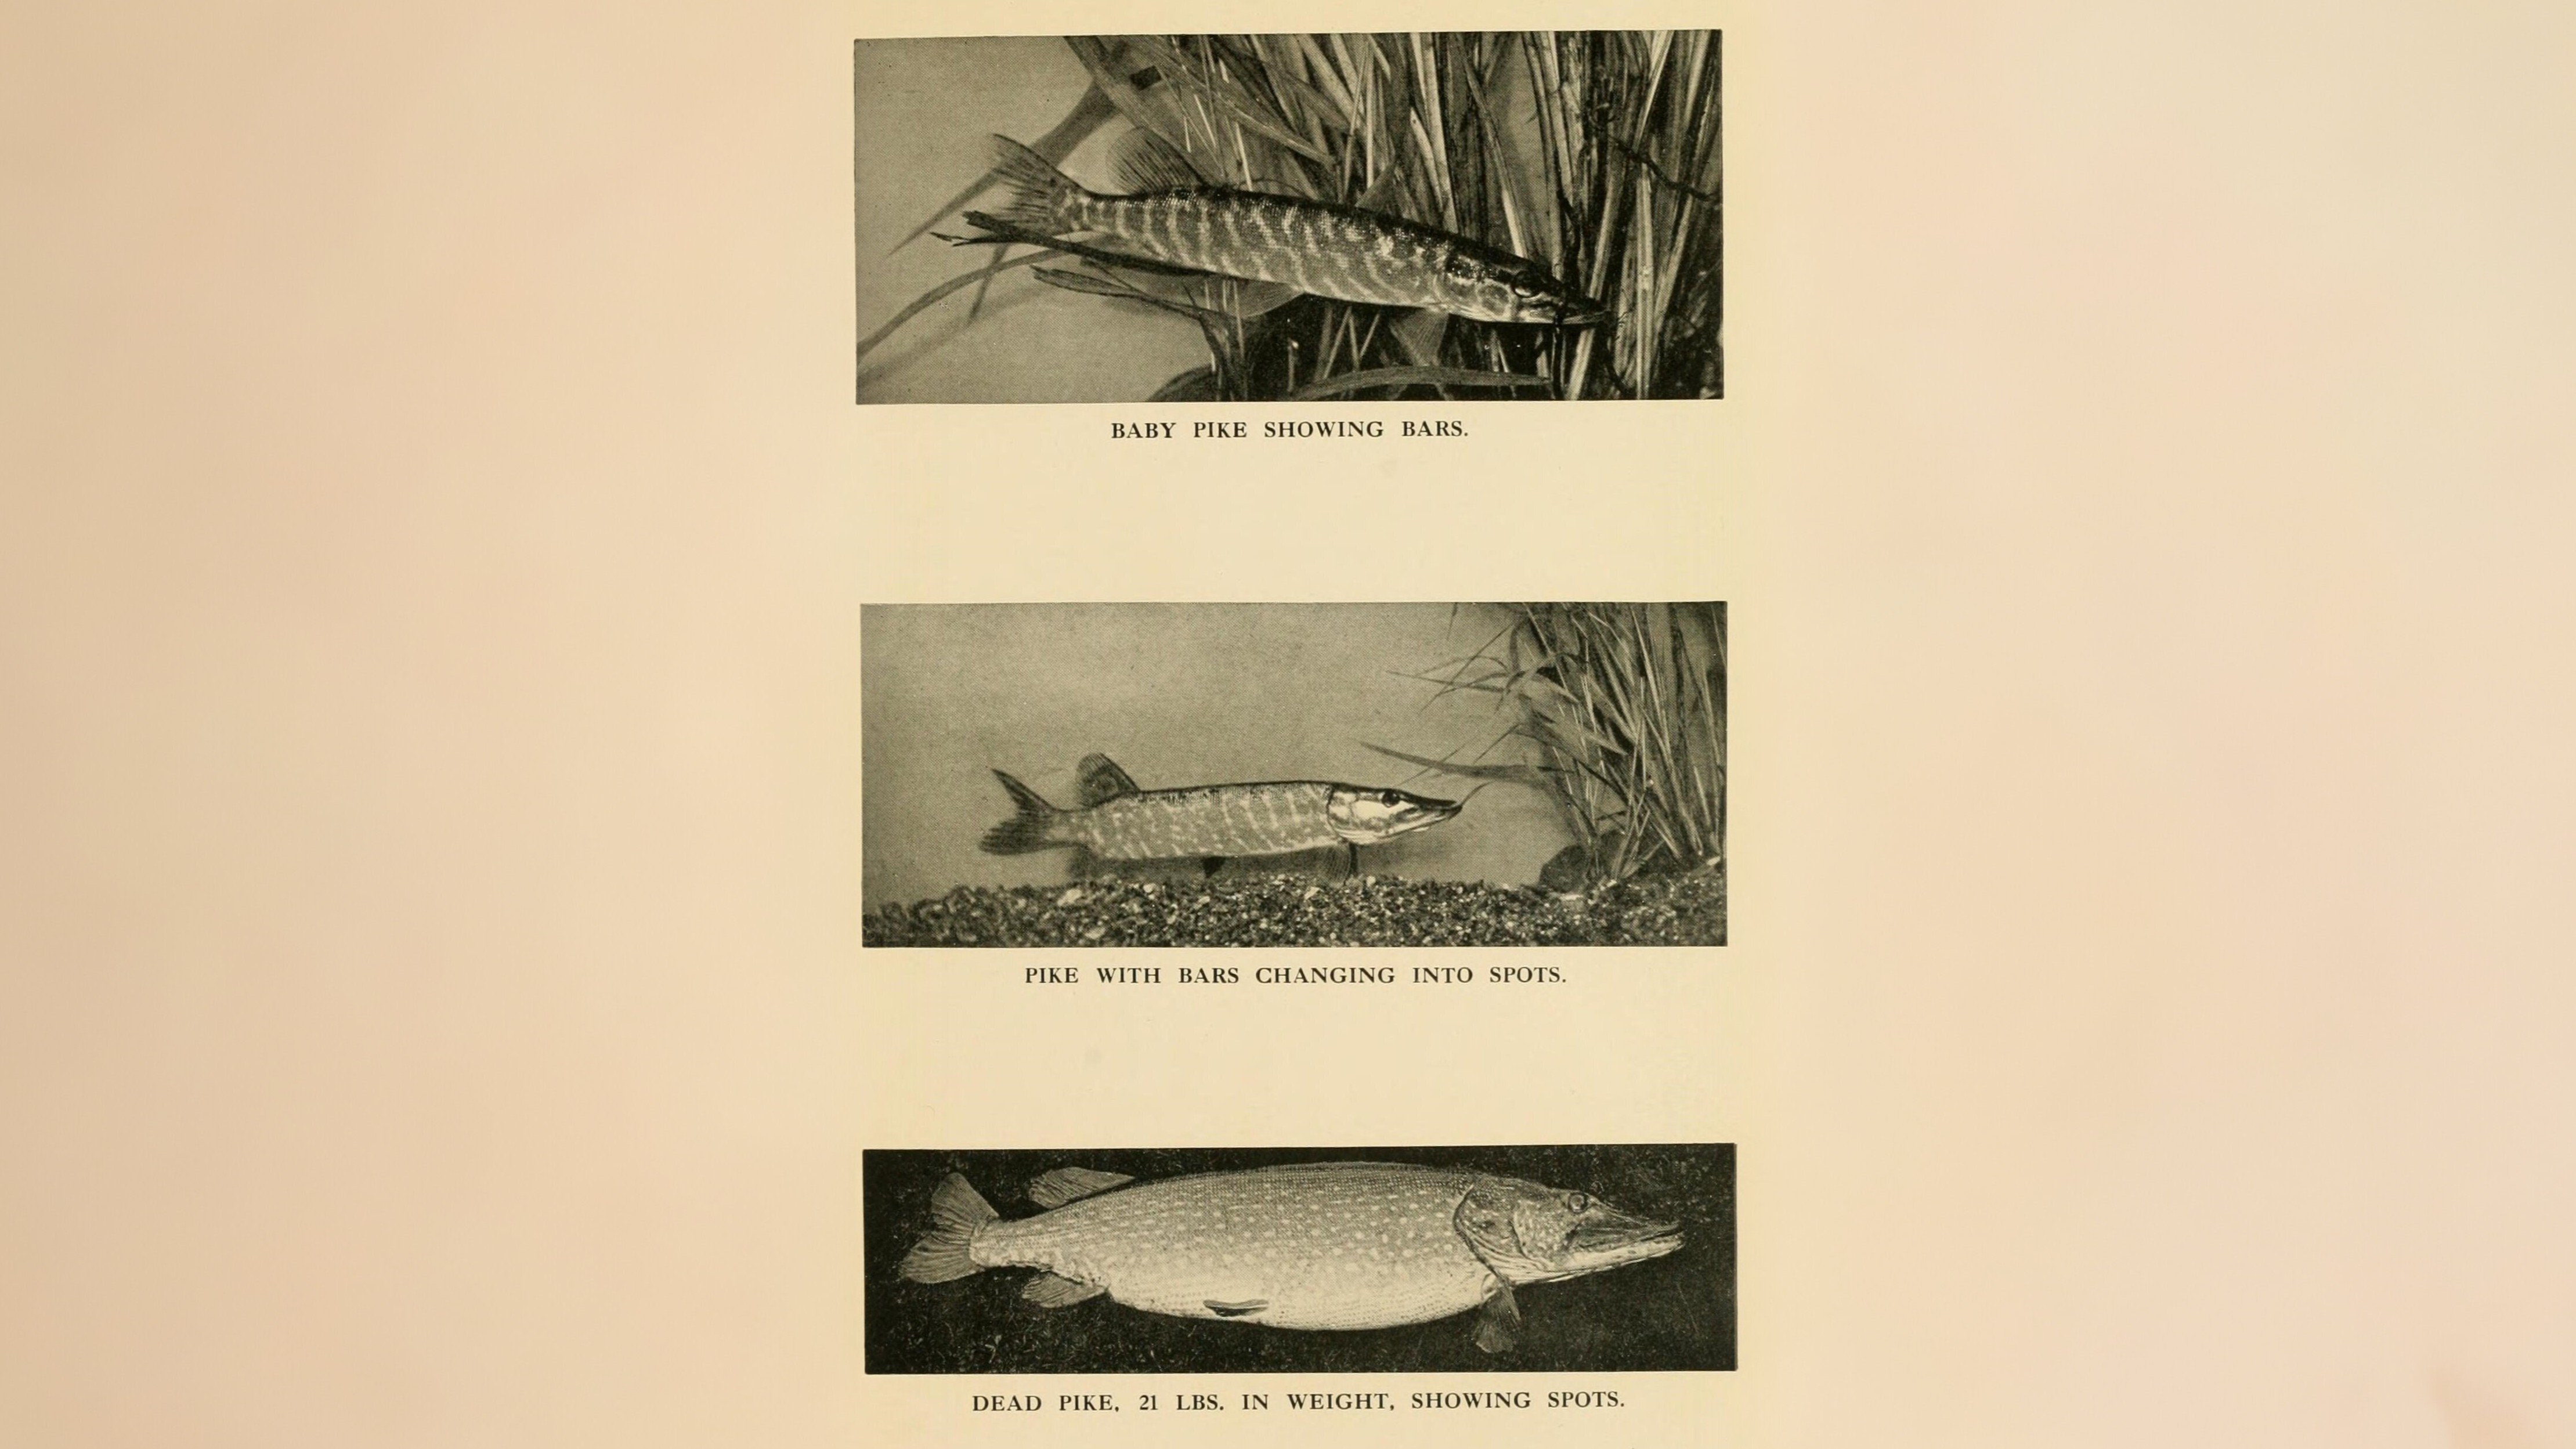 BABY PIKE SHOWING BARS.
PIKE WITH BARS CHANGING INTO SPOTS.
DEAD PIKE, 21 LBS. IN WEIGHT, SHOWING SPOTS.